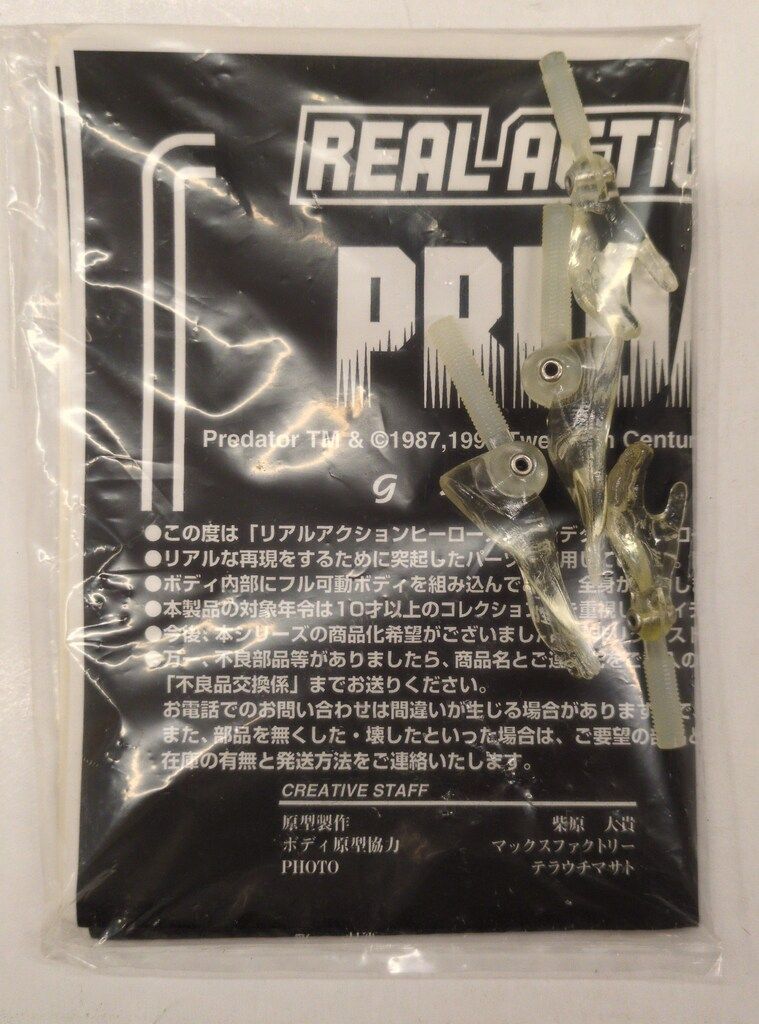 REAL ACTIO
PR
Predator TM & ©1987,199 Twe Centur
●この度は「リアルアクションヒーロー
●リアルな再現をするために突起したパーツ 用して
●ボディ内部にフル可動ボディを組み込んで 全身が
●本製品の対象年令は10才以上のコレクション 重視し
●今後、本シリーズの商品化希望がございまし
●万一、不良部品等がありましたら、商品名とご連
「不良品交換係」までお送りください。
お電話でのお問い合わせは間違いが生じる場合があります
また、部品を無くした・壊したといった場合は、ご要望の
在庫の有無と発送方法をご連絡いたします。
CREATIVE STAFF
原型製作 柴原 大貴
ボディ原型協力 マックスファクトリー
PHOTO テラウチマサト